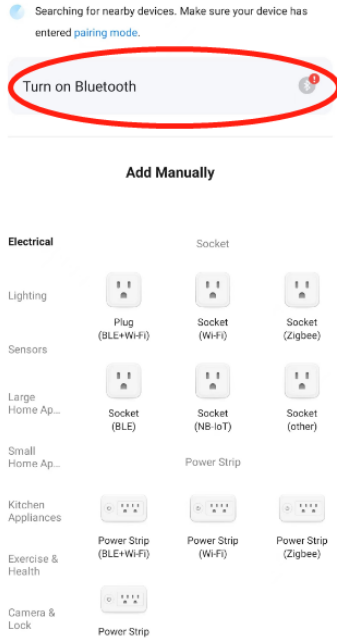 Searching for nearby devices. Make sure your device has
entered pairing mode.
Turn on Bluetooth
Add Manually
Electrical
Socket
Lighting
Plug
(BLE+Wi-Fi)
Socket
(Wi-Fi)
Socket
(Zigbee)
Sensors
Large
Home Ap...
Socket
(BLE)
Socket
(NB-IoT)
Socket
(other)
Small
Home Ap...
Power Strip
Kitchen
Appliances
Power Strip
(BLE+Wi-Fi)
Power Strip
(Wi-Fi)
Power Strip
(Zigbee)
Exercise &
Health
Camera &
Lock
Power Strip